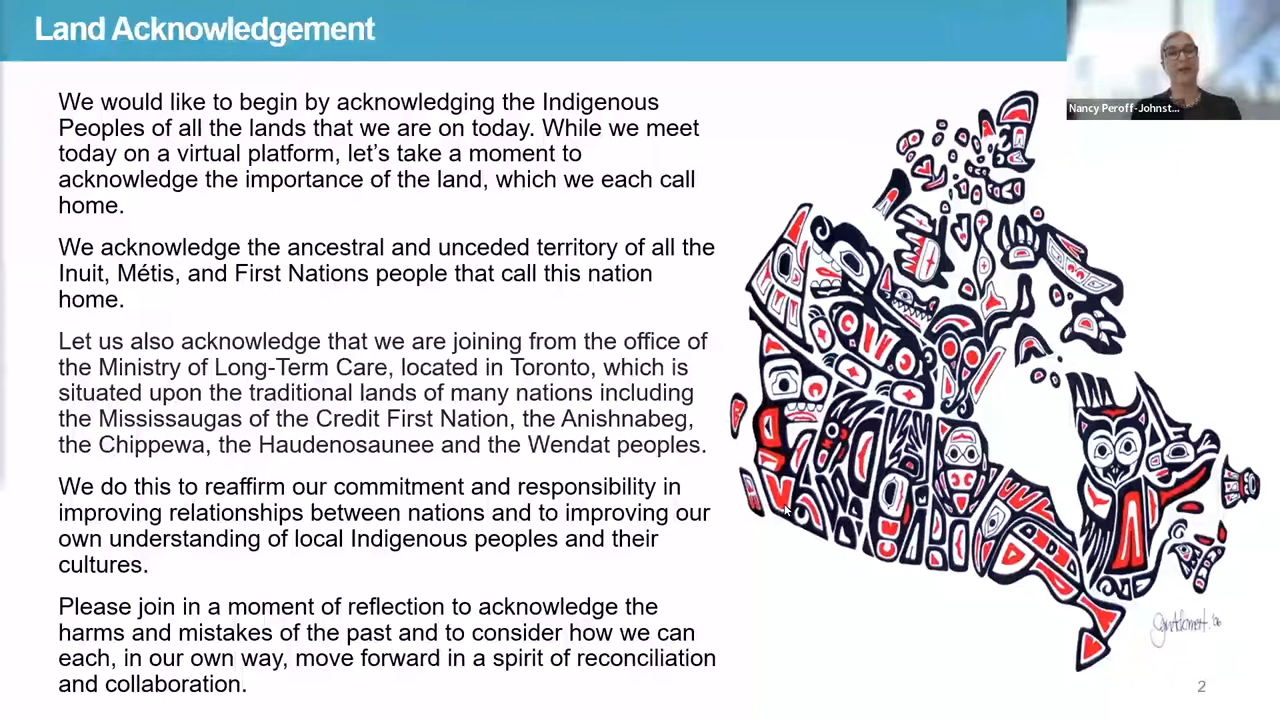 Land Acknowledgement
Nancy Peroff-Johnst...
We would like to begin by acknowledging the Indigenous
Peoples of all the lands that we are on today. While we meet
today on a virtual platform, let’s take a moment to
acknowledge the importance of the land, which we each call
home.
We acknowledge the ancestral and unceded territory of all the
Inuit, Métis, and First Nations people that call this nation
home.
Let us also acknowledge that we are joining from the office of
the Ministry of Long-Term Care, located in Toronto, which is
situated upon the traditional lands of many nations including
the Mississaugas of the Credit First Nation, the Anishnabeg,
the Chippewa, the Haudenosaunee and the Wendat peoples.
We do this to reaffirm our commitment and responsibility in
improving relationships between nations and to improving our
own understanding of local Indigenous peoples and their
cultures.
Please join in a moment of reflection to acknowledge the
harms and mistakes of the past and to consider how we can
each, in our own way, move forward in a spirit of reconciliation
and collaboration.
2